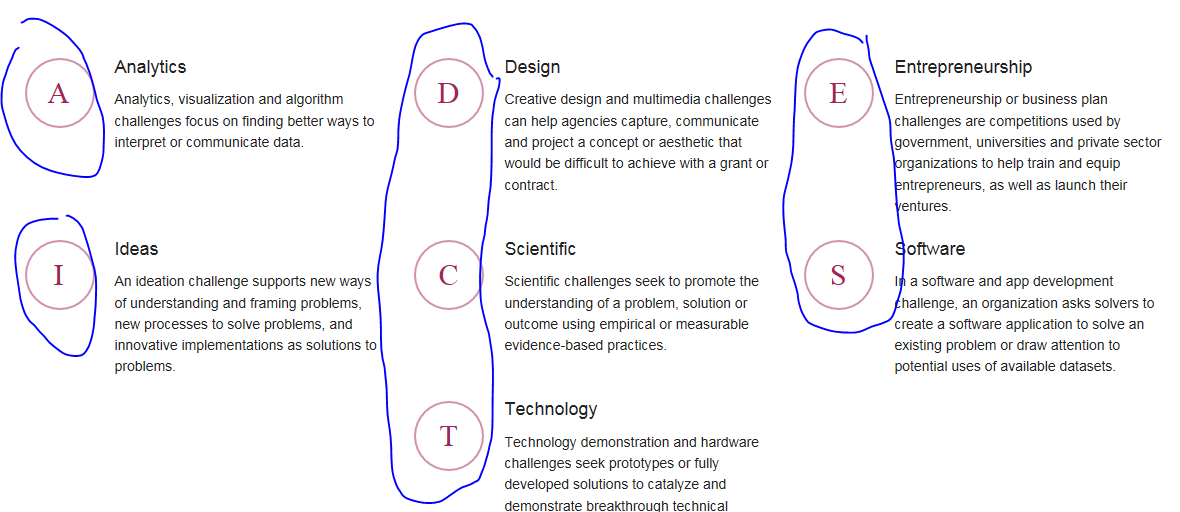 A
Analytics
Analytics, visualization and algorithm
challenges focus on finding better ways to
interpret or communicate data.
D
Design
Creative design and multimedia challenges
can help agencies capture, communicate
and project a concept or aesthetic that
would be difficult to achieve with a grant or
contract.
E
Entrepreneurship
Entrepreneurship or business plan
challenges are competitions used by
government, universities and private sector
organizations to help train and equip
entrepreneurs, as well as launch their
ventures.
I
Ideas
An ideation challenge supports new ways
of understanding and framing problems,
new processes to solve problems, and
innovative implementations as solutions to
problems.
C
Scientific
Scientific challenges seek to promote the
understanding of a problem, solution or
outcome using empirical or measurable
evidence-based practices.
S
Software
In a software and app development
challenge, an organization asks solvers to
create a software application to solve an
existing problem or draw attention to
potential uses of available datasets.
T
Technology
Technology demonstration and hardware
challenges seek prototypes or fully
developed solutions to catalyze and
demonstrate breakthrough technical